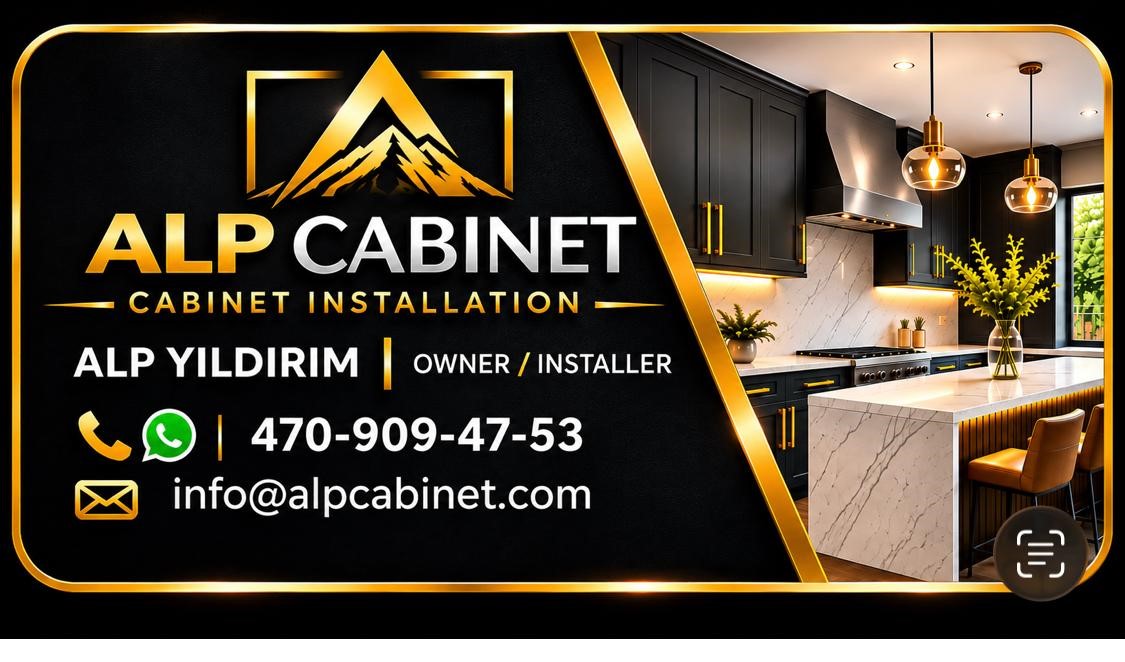 ALP CABINET
CABINET INSTALLATION
ALP YILDIRIM | OWNER / INSTALLER
470-909-47-53
info@alpcabinet.com